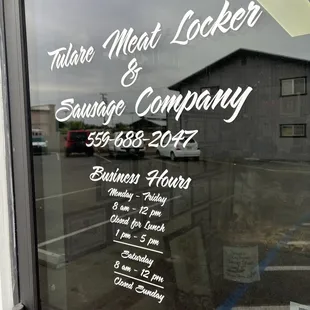 Tulare Meat Locker
&
Sausage Company
559-688-2047
Business Hours
Monday - Friday
8 am - 12 pm
Closed for Lunch
1 pm - 5 pm
Saturday
8 am - 12 pm
Closed Sunday